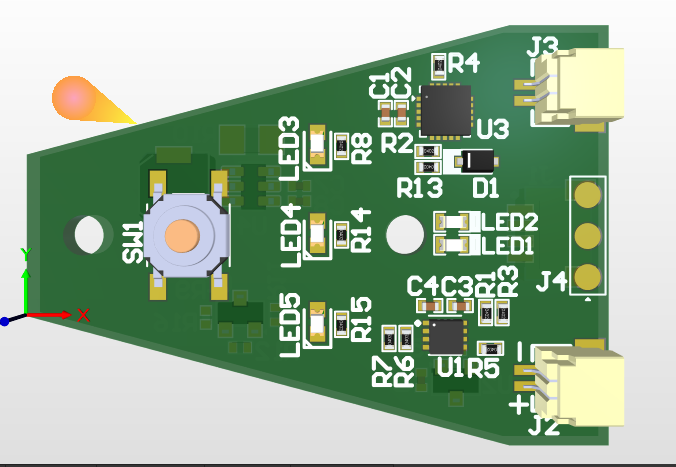 J3
R4
C1
C2
U3
LED3
R8
R2
R13
D1
SW1
LED4
R14
LED2
LED1
J4
C4
C3
R1
R3
LED5
R15
R7
R6
U1
R5
-
+
J2
Y
X